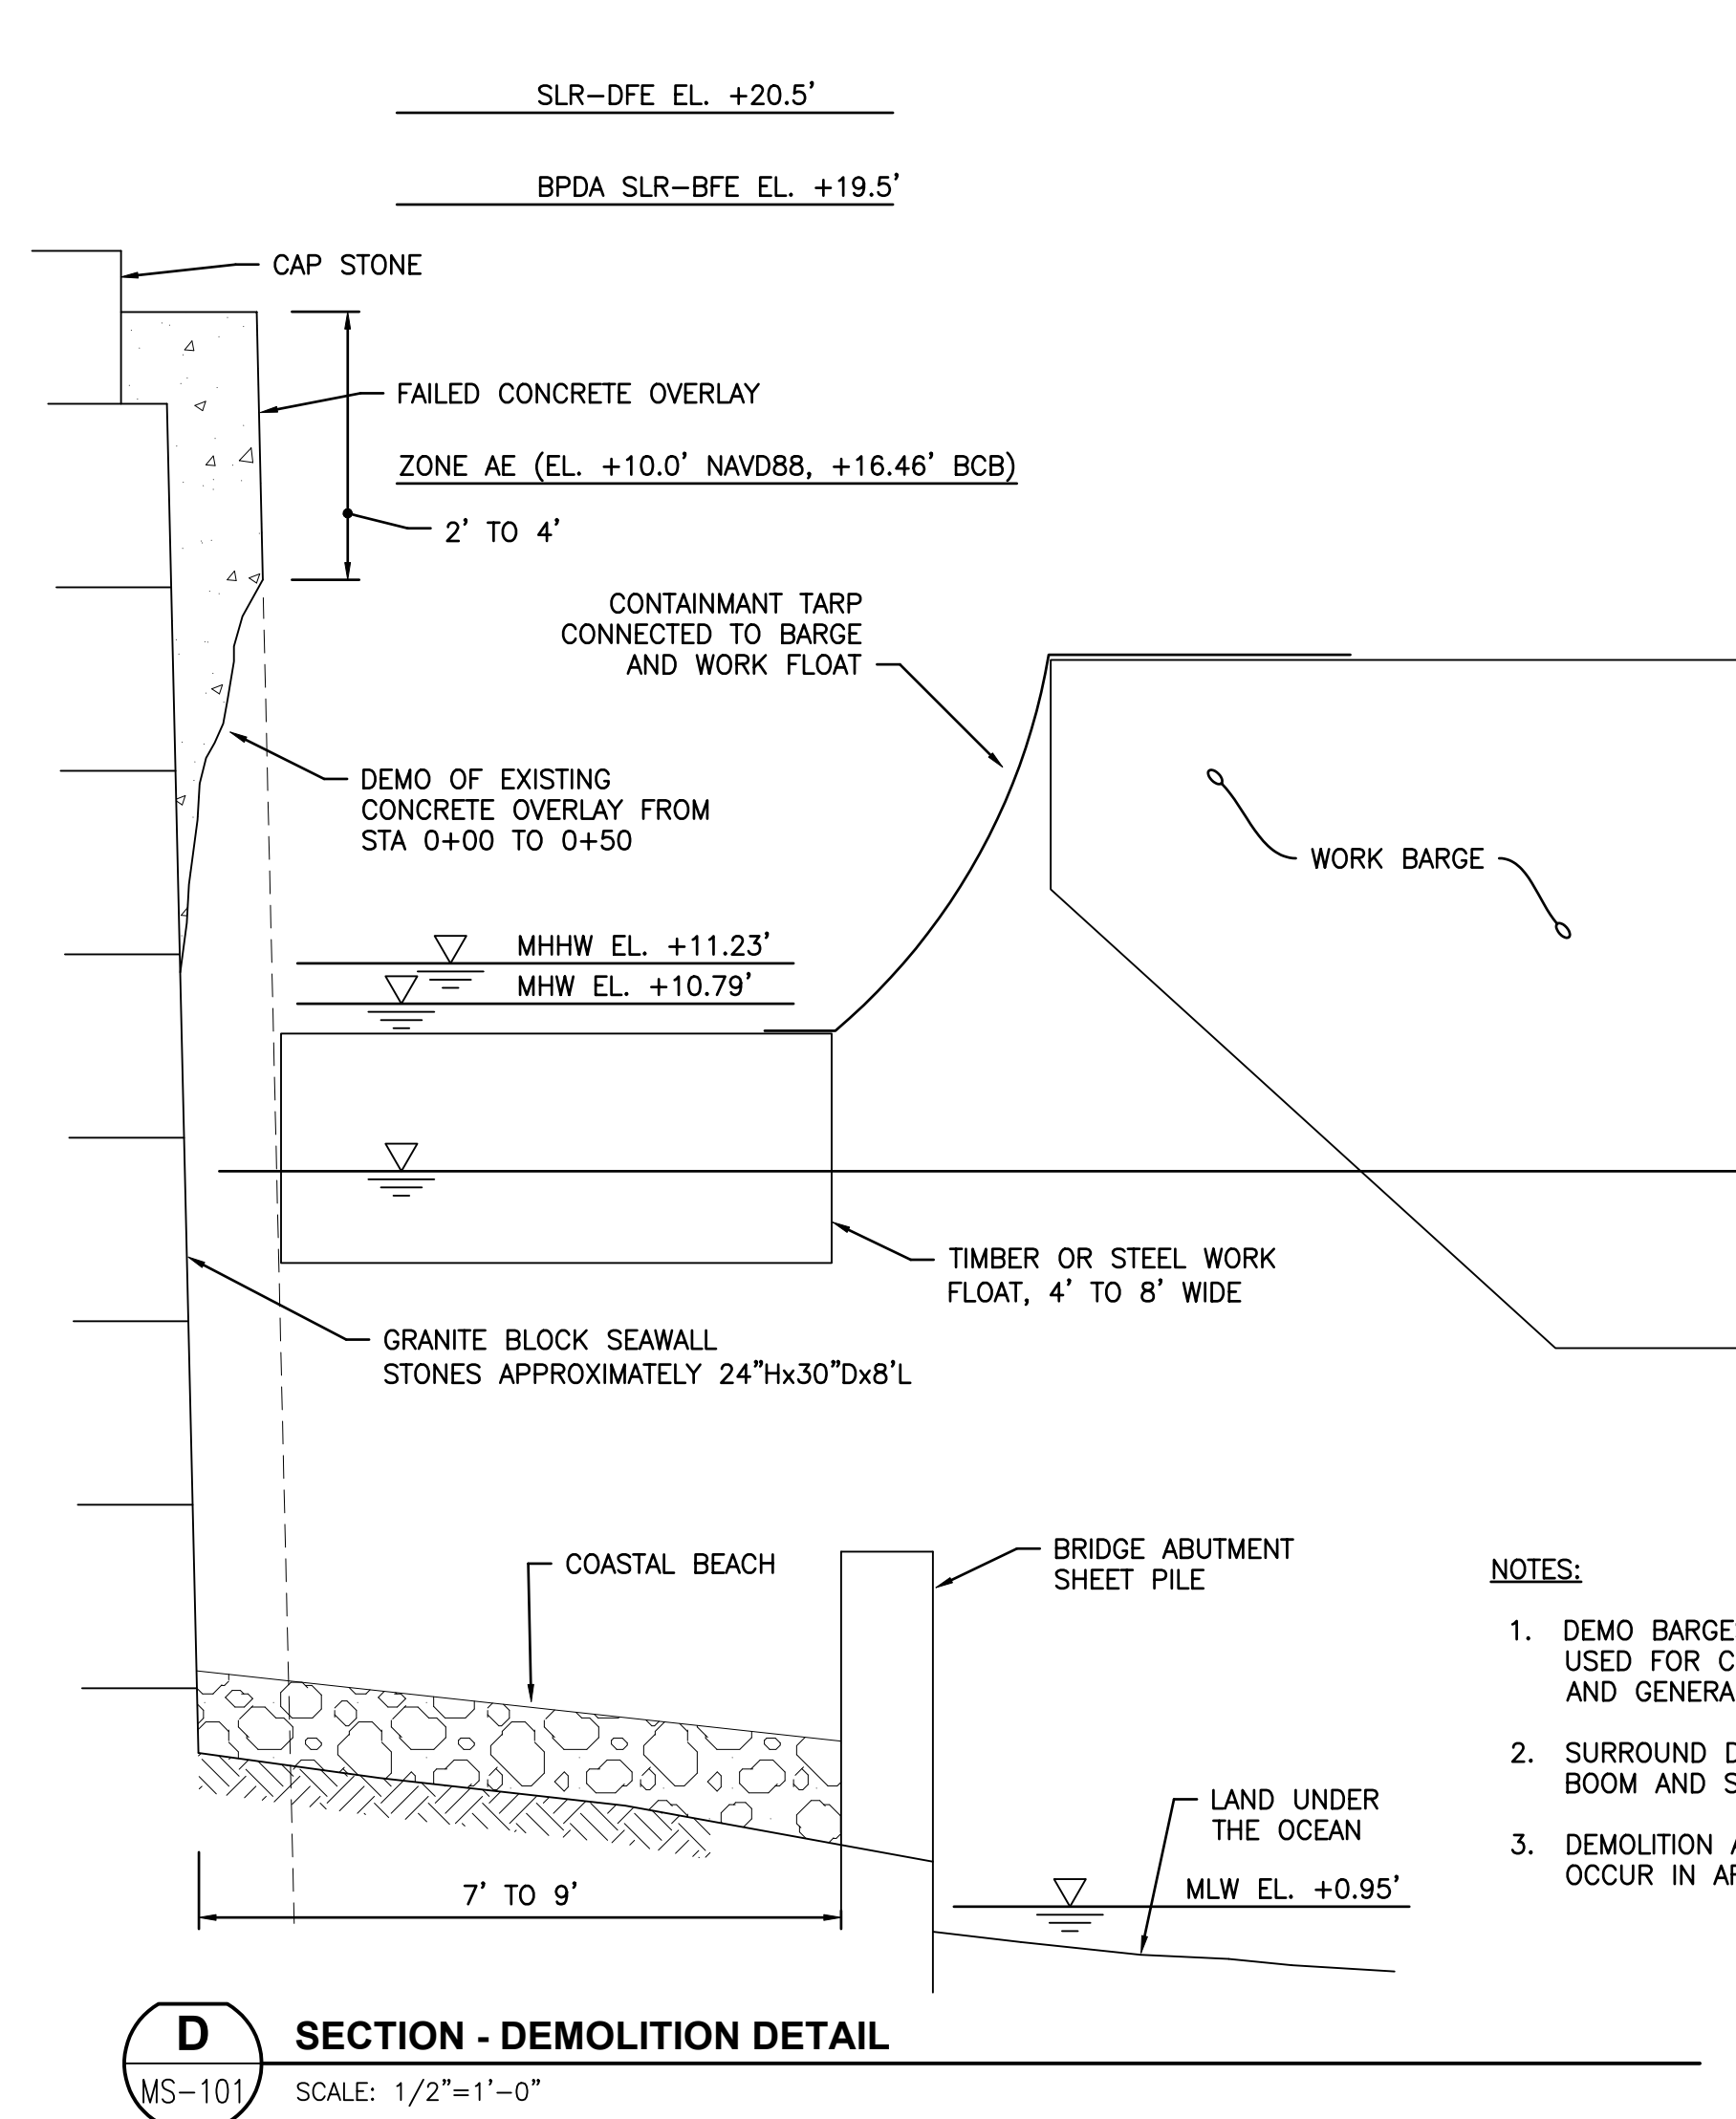 SLR-DFE EL. +20.5'
BPDA SLR-BFE EL. +19.5'
CAP STONE
FAILED CONCRETE OVERLAY
ZONE AE (EL. +10.0' NAVD88, +16.46' BCB)
2' TO 4'
CONTAINMANT TARP
CONNECTED TO BARGE
AND WORK FLOAT
DEMO OF EXISTING
CONCRETE OVERLAY FROM
STA 0+00 TO 0+50
WORK BARGE
MHHW EL. +11.23'
MHW EL. +10.79'
TIMBER OR STEEL WORK
FLOAT, 4' TO 8' WIDE
GRANITE BLOCK SEAWALL
STONES APPROXIMATELY 24"Hx30"Dx8'L
COASTAL BEACH
BRIDGE ABUTMENT
SHEET PILE
NOTES:
1. DEMO
USED FOR
AND
2. SURROUND
BOOM AND
3. DEMOLITION
OCCUR IN
LAND UNDER
THE OCEAN
7' TO 9'
MLW EL. +0.95'
D
MS-101
SECTION - DEMOLITION DETAIL
SCALE: 1/2"=1'-0"